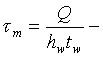 τ_m = Q / (h_w t_w) −